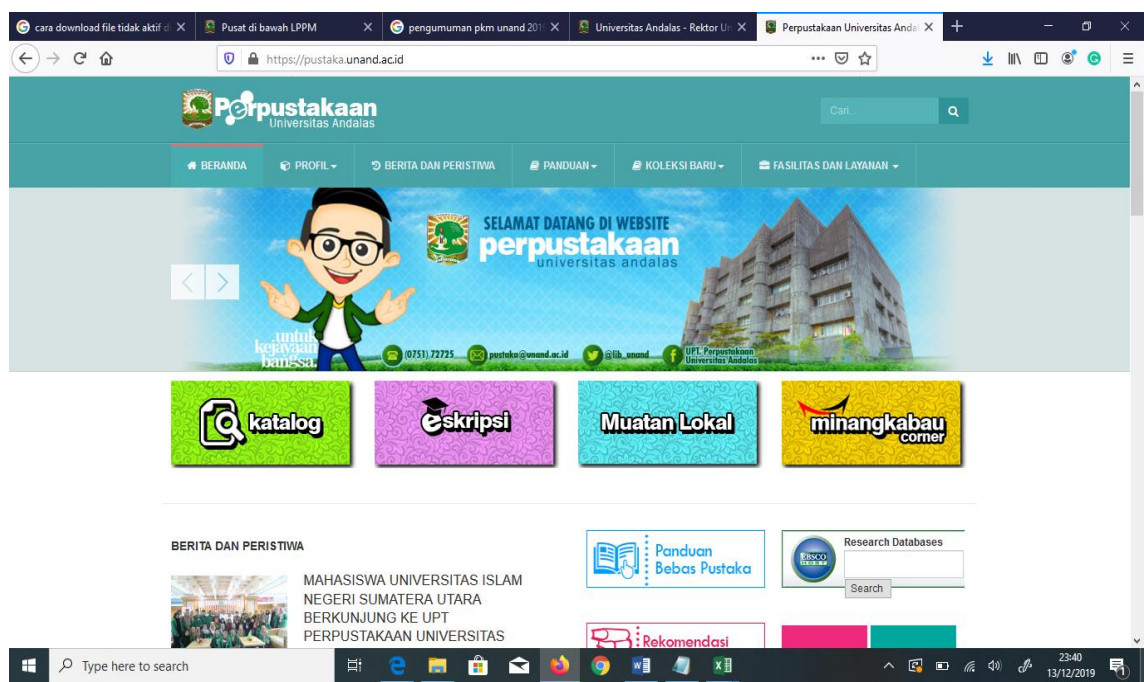 cara download file tidak aktif di
Pusat di bawah LPPM
pengumuman pkm unand 2019
Universitas Andalas - Rektor Un
Perpustakaan Universitas Andal
https://pustaka.unand.ac.id
Perpustakaan
Universitas Andalas
Cari...
BERANDA
PROFIL
BERITA DAN PERISTIWA
PANDUAN
KOLEKSI BARU
FASILITAS DAN LAYANAN
SELAMAT DATANG DI WEBSITE
perpustakaan
universitas andalas
untuk
kejayaan
bangsa.
(0751) 72725
pustaka@unand.ac.id
@lib_unand
UPT. Perpustakaan
Universitas Andalas
katalog
eskripsi
Muatan Lokal
minangkabau
corner
BERITA DAN PERISTIWA
MAHASISWA UNIVERSITAS ISLAM
NEGERI SUMATERA UTARA
BERKUNJUNG KE UPT
PERPUSTAKAAN UNIVERSITAS
Panduan
Bebas Pustaka
EBSCO
HOST
Research Databases
Search
Rekomendasi
Type here to search
23:40
13/12/2019